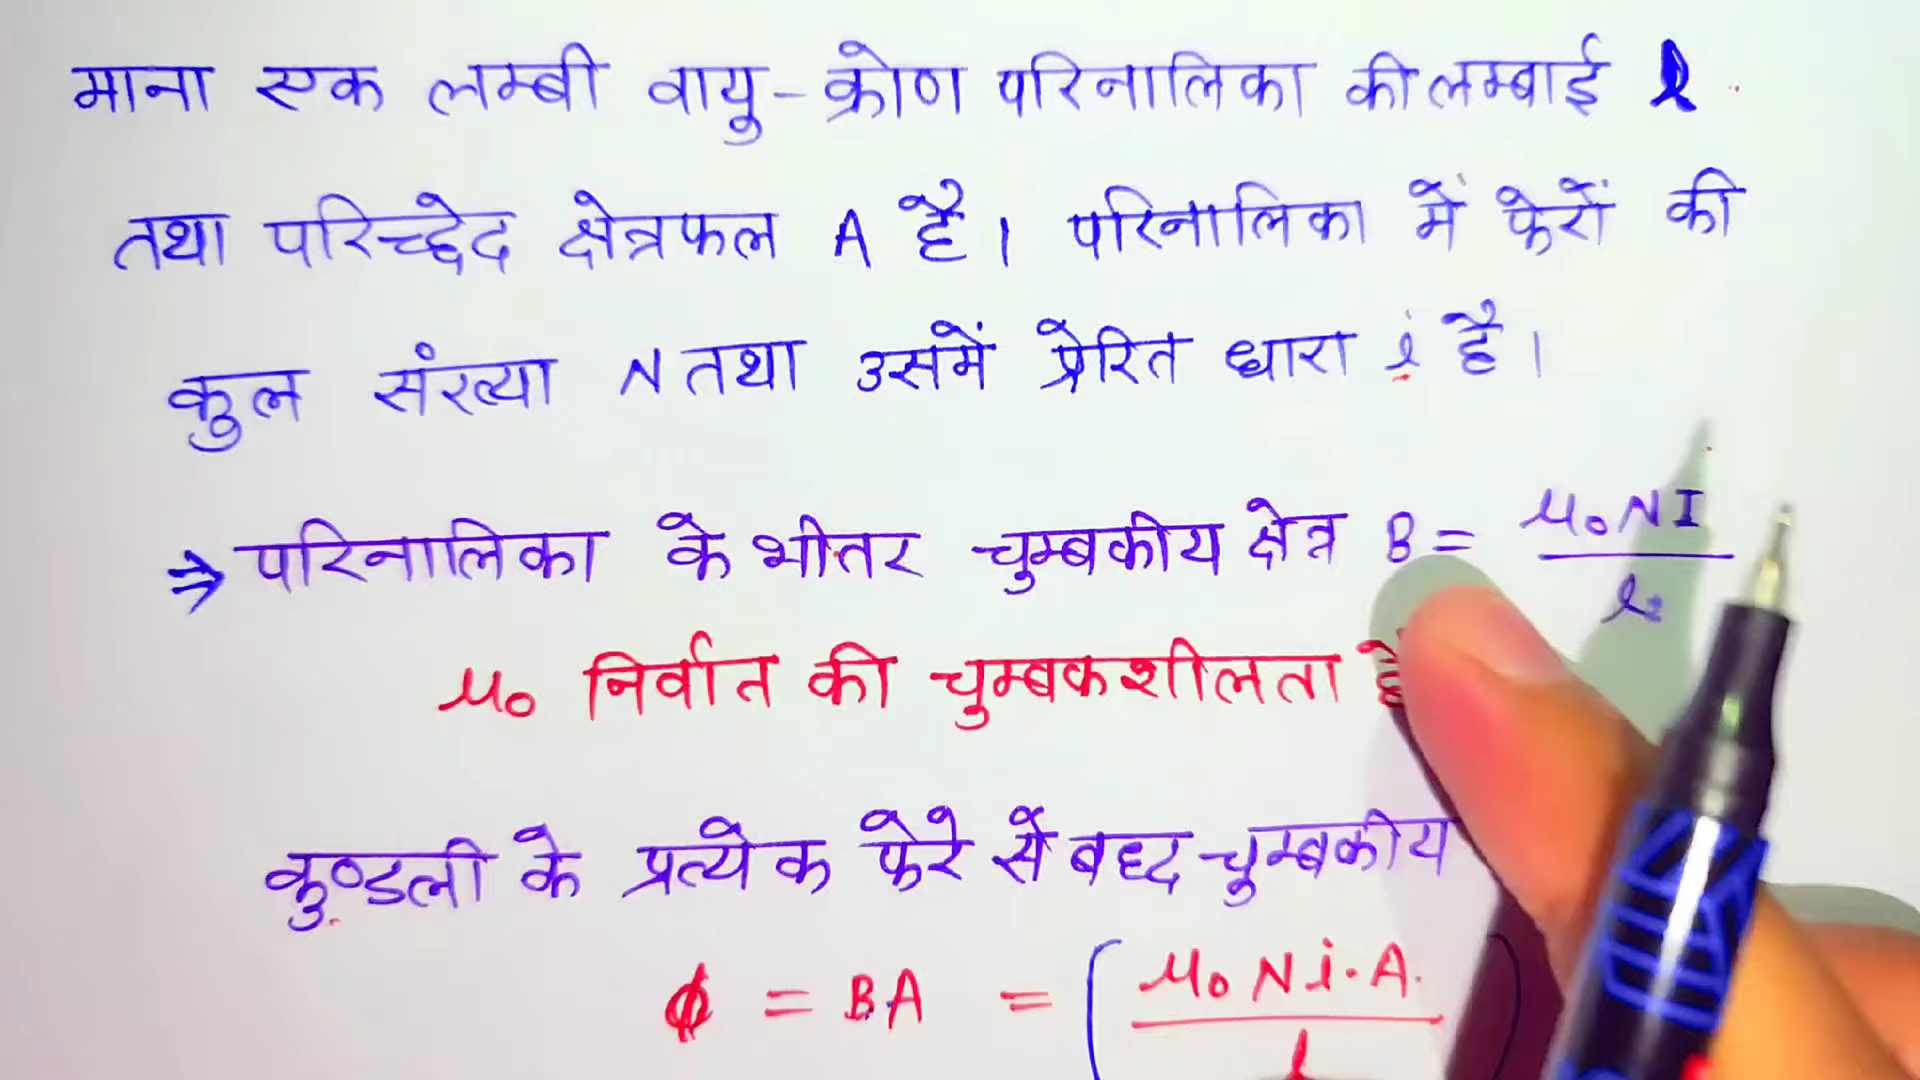 माना एक लम्बी वायु-क्रोण परिनालिका की लम्बाई l
तथा परिच्छेद क्षेत्रफल A है। परिनालिका में फेरों की
कुल संख्या N तथा उसमें प्रेरित धारा i है।
⇒ परिनालिका के भीतर चुम्बकीय क्षेत्र B = μ₀NI / l
μ₀ निर्वात की चुम्बकशीलता है
कुण्डली के प्रत्येक फेरे से बद्ध चुम्बकीय
ϕ = BA = (μ₀Ni.A. / l)